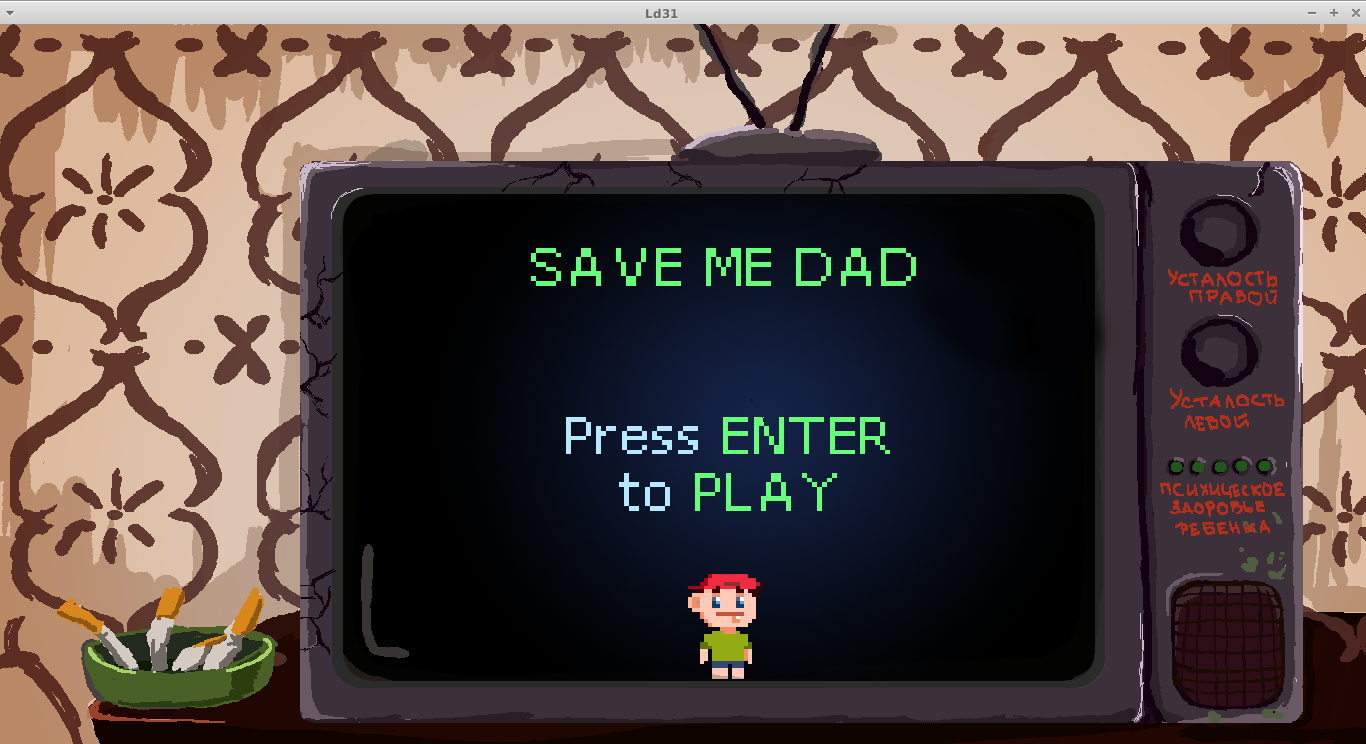 Ld31
SAVE ME DAD
Press ENTER
to PLAY
УСТАЛОСТЬ
ПРАВОЙ
УСТАЛОСТЬ
ЛЕВОЙ
ПСИХИЧЕСКОЕ
ЗДОРОВЬЕ
РЕБЕНКА